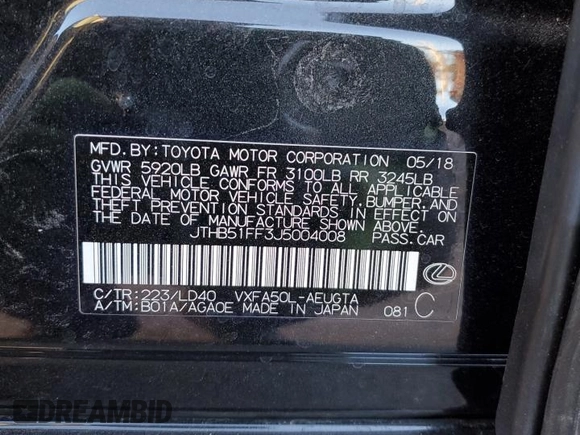 MFD. BY: TOYOTA MOTOR CORPORATION 05/18
GVWR 5920LB GAWR FR 3100LB RR 3245LB
THIS VEHICLE CONFORMS TO ALL APPLICABLE
FEDERAL MOTOR VEHICLE SAFETY, BUMPER, AND
THEFT PREVENTION STANDARDS IN EFFECT ON
THE DATE OF MANUFACTURE SHOWN ABOVE.
JTHB51FF3J5004008 PASS. CAR
C/TR: 223/LD40 VXFA50L-AEUGTA
A/TM: B01A/AGA0E MADE IN JAPAN 081 C
DREAMBID